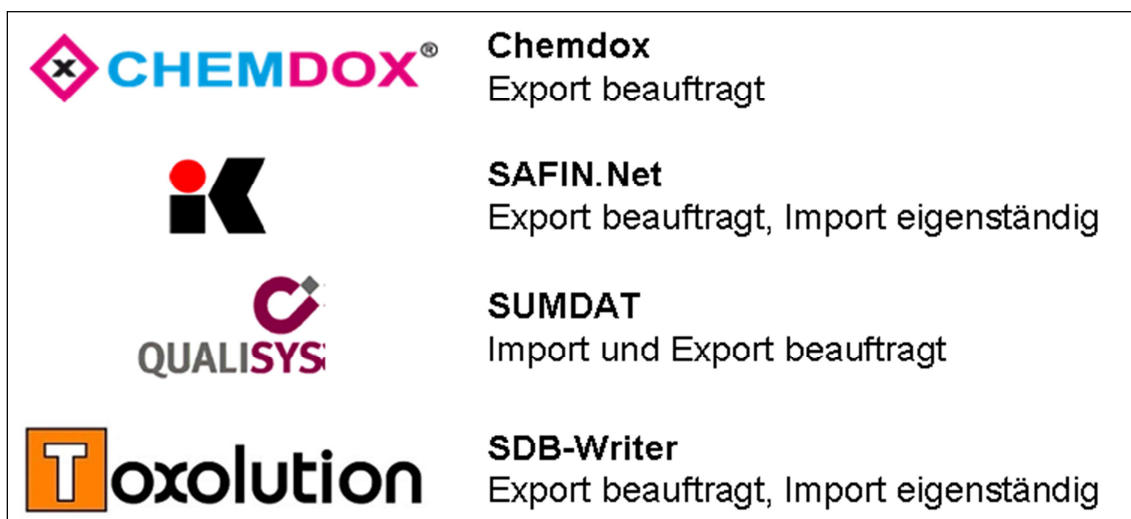 CHEMDOX®
Chemdox
Export beauftragt
iK
SAFIN.Net
Export beauftragt, Import eigenständig
QUALISYS
SUMDAT
Import und Export beauftragt
Toxolution
SDB-Writer
Export beauftragt, Import eigenständig